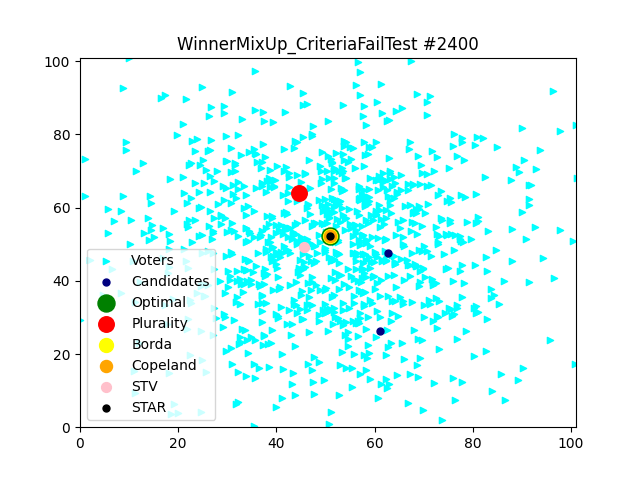 WinnerMixUp_CriteriaFailTest #2400
100
80
60
40
20
0
Voters
Candidates
Optimal
Plurality
Borda
Copeland
STV
STAR
0 20 40 60 80 100